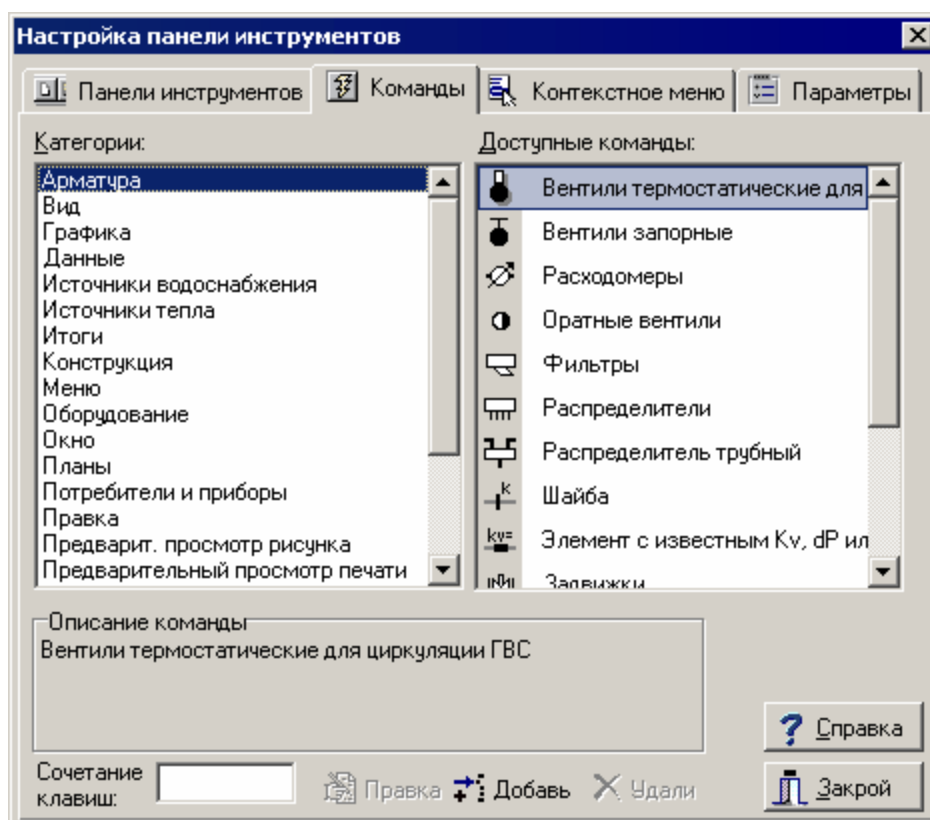 Настройка панели инструментов
Панели инструментов
Команды
Контекстное меню
Параметры
Категории:
Арматура
Вид
Графика
Данные
Источники водоснабжения
Источники тепла
Итоги
Конструкция
Меню
Оборудование
Окно
Планы
Потребители и приборы
Правка
Предварит. просмотр рисунка
Предварительный просмотр печати
Доступные команды:
Вентили термостатические для
Вентили запорные
Расходомеры
Оратные вентили
Фильтры
Распределители
Распределитель трубный
k
Шайба
kv=
Элемент с известным Kv, dP ил
Задвижки
Описание команды
Вентили термостатические для циркуляции ГВС
Справка
Сочетание
клавиш:
Правка
Добавь
Удали
Закрой